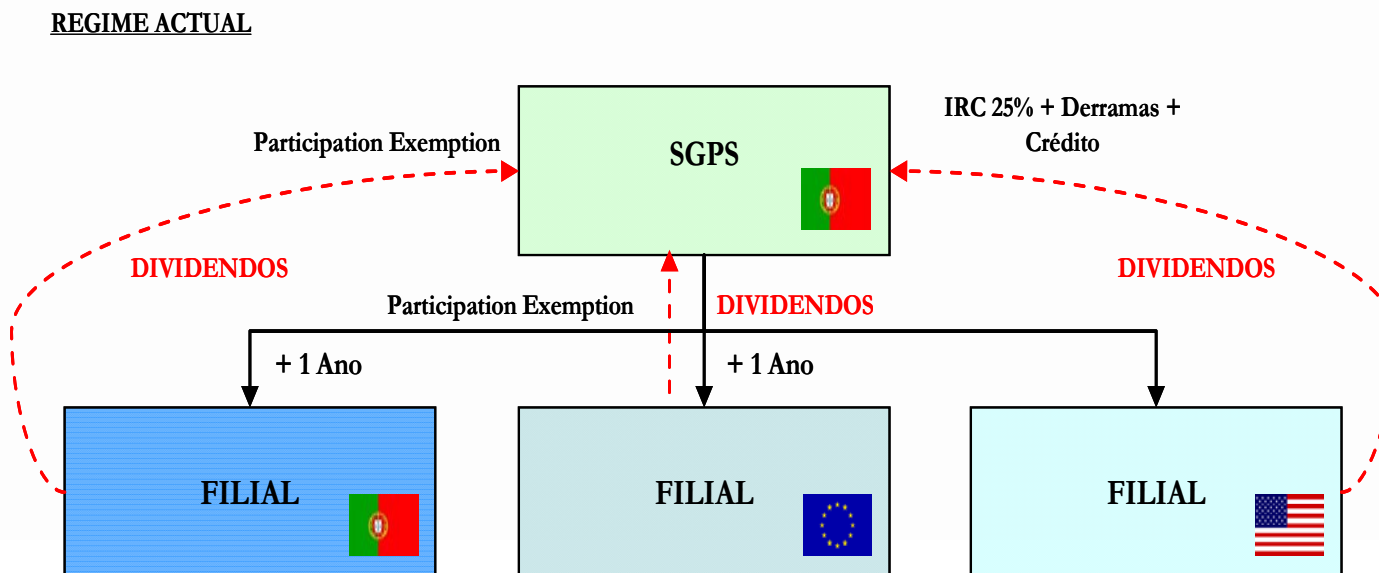 REGIME ACTUAL
IRC 25% + Derramas +
Crédito
Participation Exemption
SGPS
DIVIDENDOS
DIVIDENDOS
Participation Exemption
DIVIDENDOS
+ 1 Ano
+ 1 Ano
FILIAL
FILIAL
FILIAL